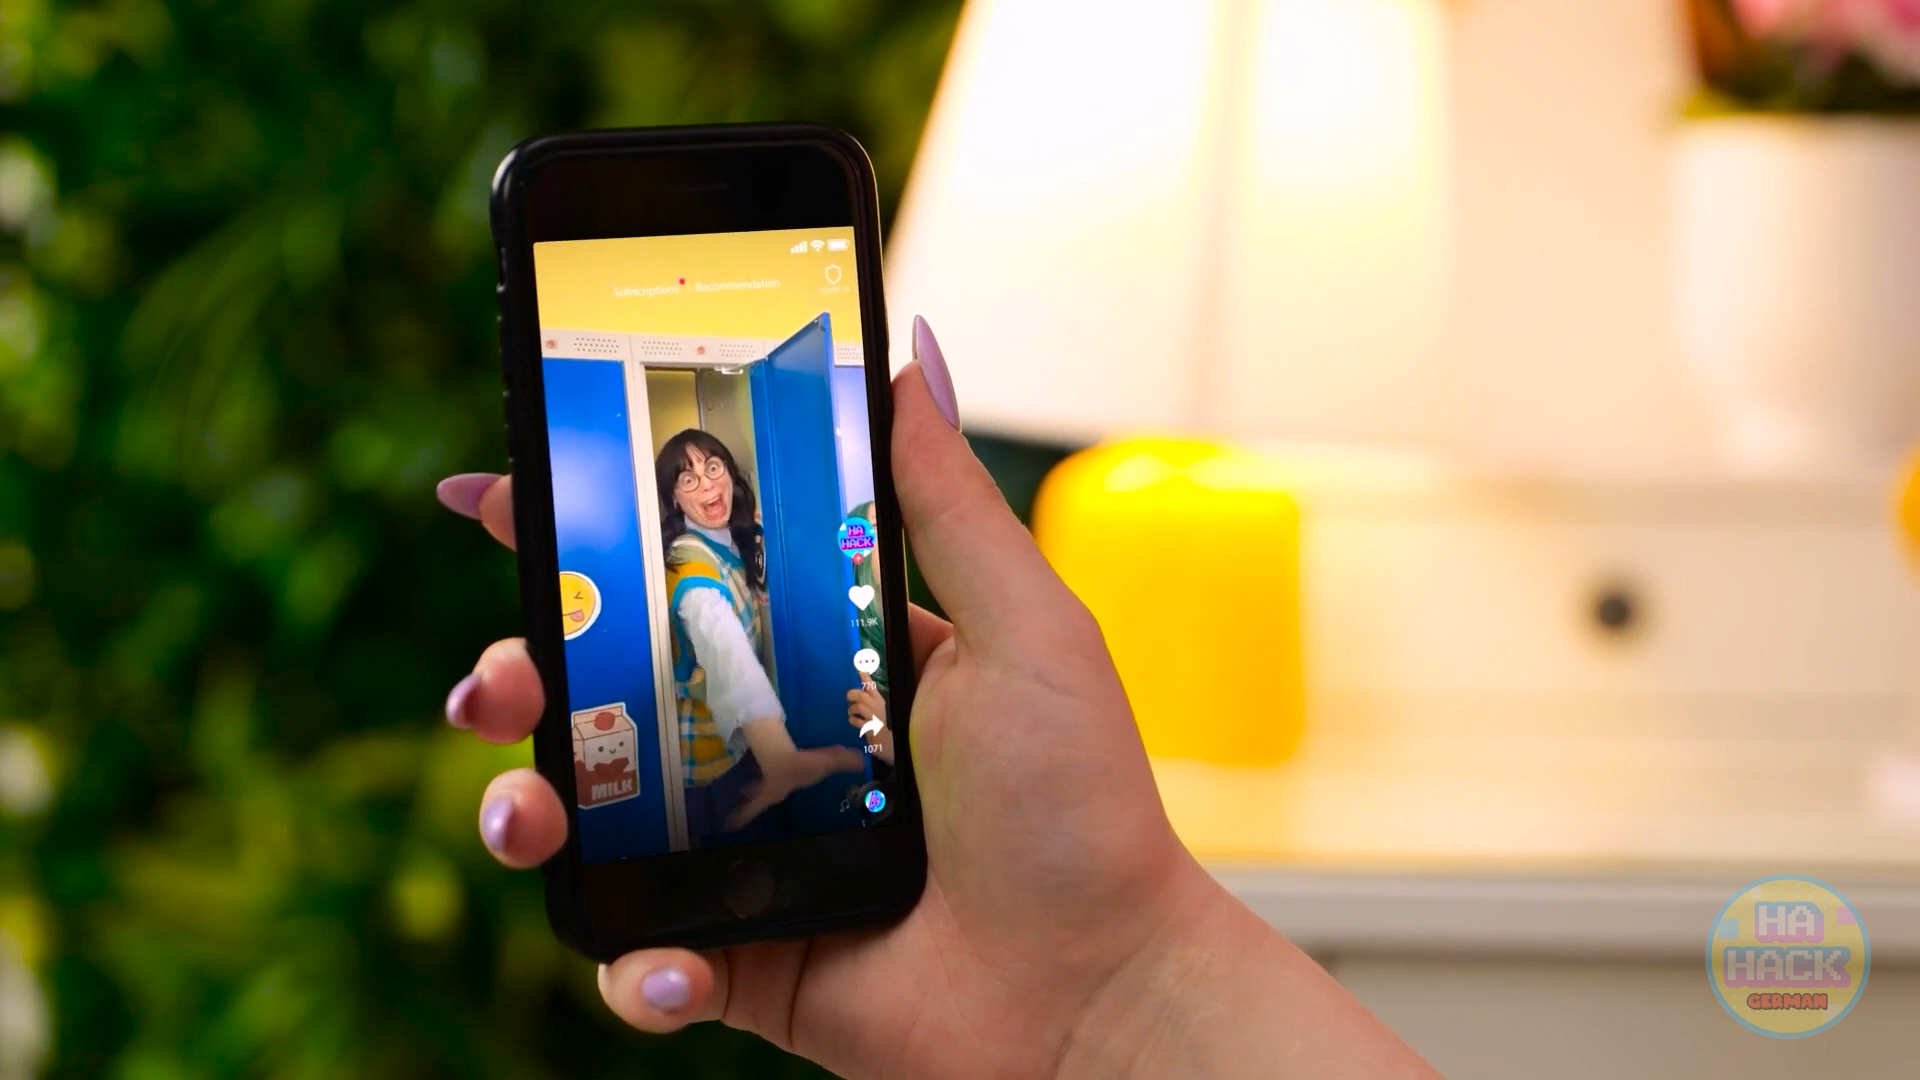 Subscriptions Recommendation
HA
HACK
111.9K
770
1071
MILK
HA
HACK
GERMAN